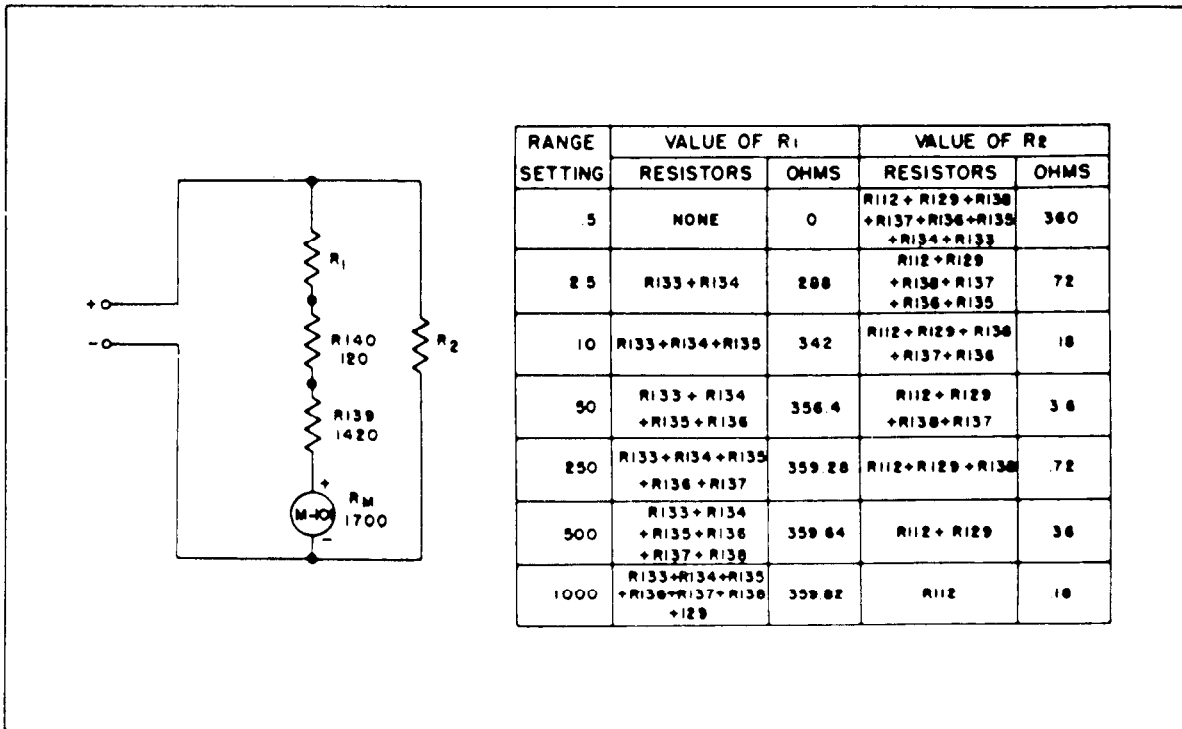 RANGE SETTING VALUE OF R1 VALUE OF R2
RESISTORS OHMS RESISTORS OHMS
.5 NONE 0 R112 + R129 + R138
+R137+R136+R135
+R134+R133 360
2.5 R133+R134 288 R112+R129
+R138+R137
+R136+R135 72
10 R133+R134+R135 342 R112+R129+R138
+R137+R136 18
50 R133 + R134
+R135+R136 356.4 R112+R129
+R138+R137 3.6
250 R133+R134+R135
+R136+R137 359.28 R112+R129+R138 .72
500 R133+R134
+R135+R136
+R137+R138 359.64 R112+R129 36
1000 R133+R134+R135
+R136+R137+R138
+129 359.82 R112 18
+
-
R1
R140
120
R2
R139
1420
+
M-101
RM
1700
-